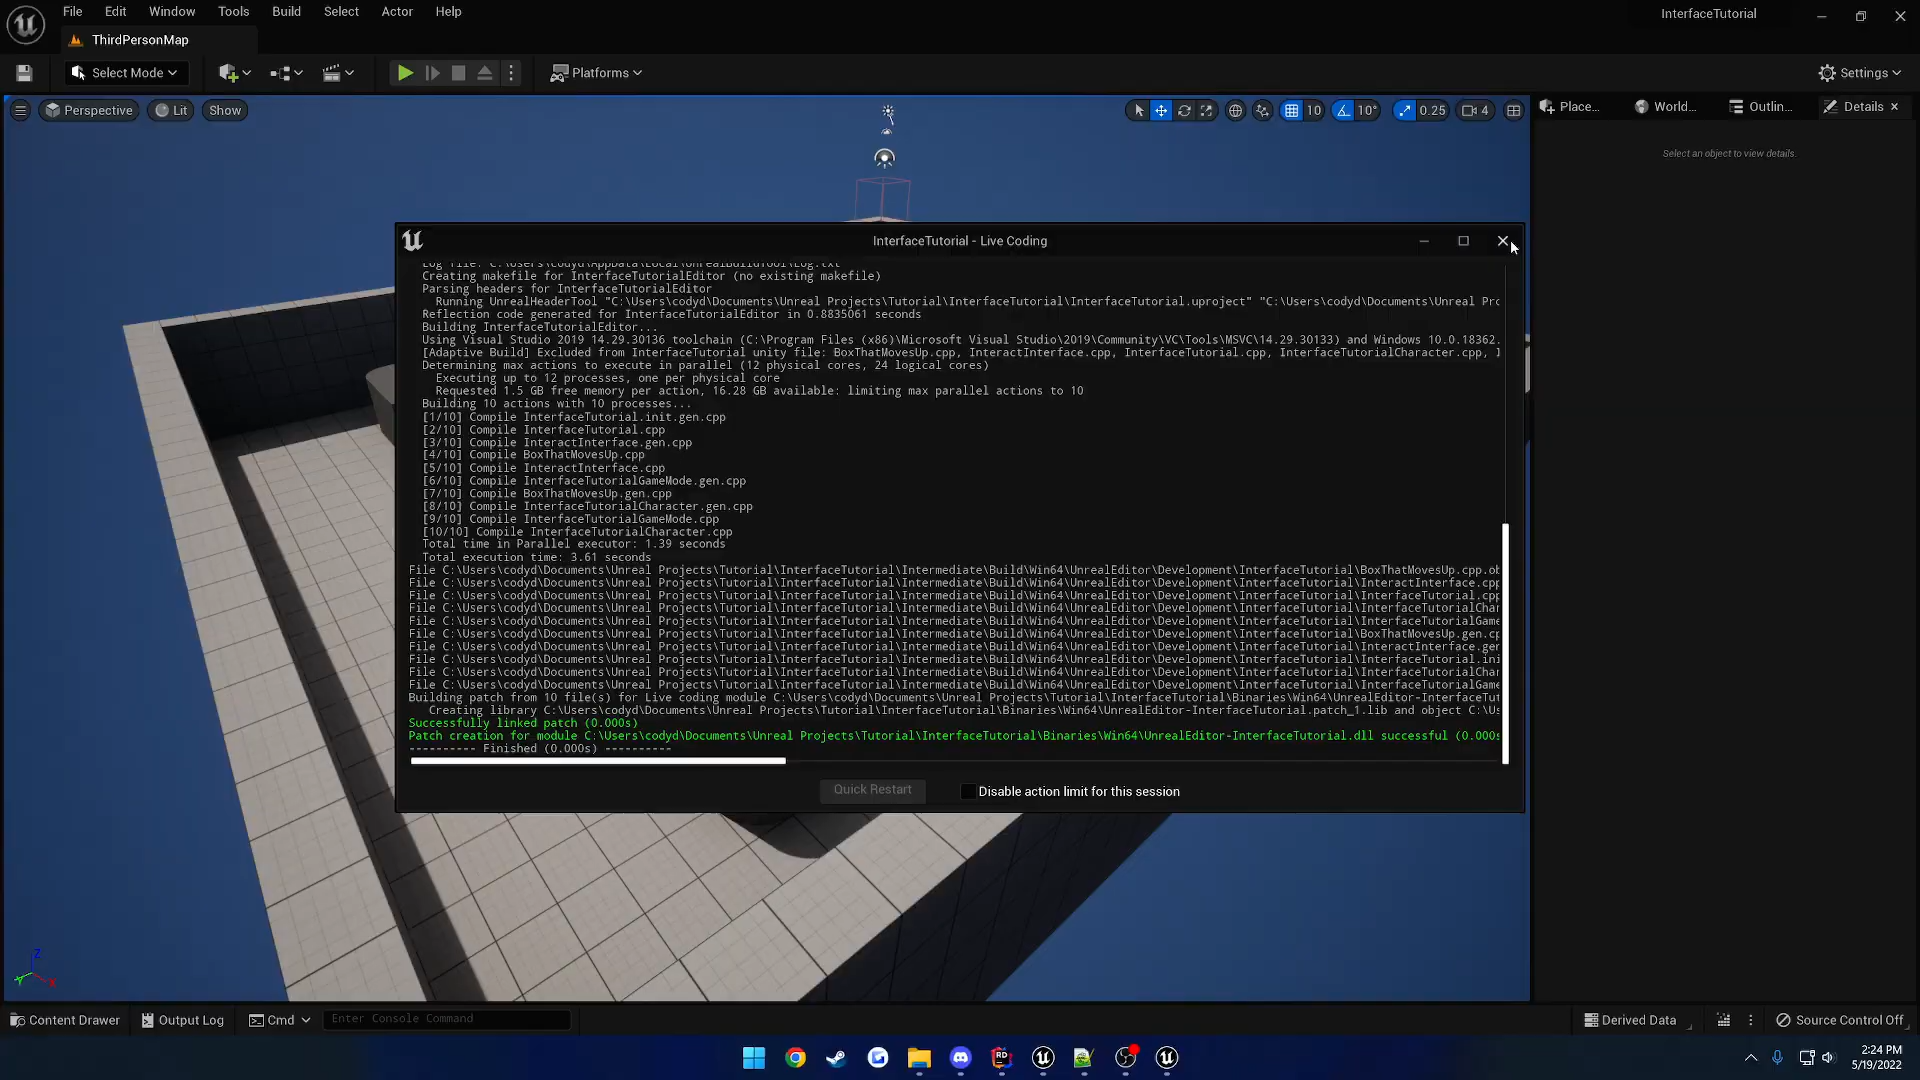 File Edit Window Tools Build Select Actor Help
InterfaceTutorial
ThirdPersonMap
Select Mode
Platforms
Settings
Perspective Lit Show
10 10° 0.25 4
Place... World... Outlin... Details
Select an object to view details.
InterfaceTutorial - Live Coding
Log file: C:\Users\codyd\AppData\Local\UnrealBuildTool\Log.txt
Creating makefile for InterfaceTutorialEditor (no existing makefile)
Parsing headers for InterfaceTutorialEditor
Running UnrealHeaderTool "C:\Users\codyd\Documents\Unreal Projects\Tutorial\InterfaceTutorial\InterfaceTutorial.uproject" "C:\Users\codyd\Documents\Unreal Pro
Reflection code generated for InterfaceTutorialEditor in 0.8835061 seconds
Building InterfaceTutorialEditor...
Using Visual Studio 2019 14.29.30136 toolchain (C:\Program Files (x86)\Microsoft Visual Studio\2019\Community\VC\Tools\MSVC\14.29.30133) and Windows 10.0.18362.
[Adaptive Build] Excluded from InterfaceTutorial unity file: BoxThatMovesUp.cpp, InteractInterface.cpp, InterfaceTutorial.cpp, InterfaceTutorialCharacter.cpp, I
Determining max actions to execute in parallel (12 physical cores, 24 logical cores)
Executing up to 12 processes, one per physical core
Requested 1.5 GB free memory per action, 16.28 GB available: limiting max parallel actions to 10
Building 10 actions with 10 processes...
[1/10] Compile InterfaceTutorial.init.gen.cpp
[2/10] Compile InterfaceTutorial.cpp
[3/10] Compile InteractInterface.gen.cpp
[4/10] Compile BoxThatMovesUp.cpp
[5/10] Compile InteractInterface.cpp
[6/10] Compile InterfaceTutorialGameMode.gen.cpp
[7/10] Compile BoxThatMovesUp.gen.cpp
[8/10] Compile InterfaceTutorialCharacter.gen.cpp
[9/10] Compile InterfaceTutorialGameMode.cpp
[10/10] Compile InterfaceTutorialCharacter.cpp
Total time in Parallel executor: 1.39 seconds
Total execution time: 3.61 seconds
File C:\Users\codyd\Documents\Unreal Projects\Tutorial\InterfaceTutorial\Intermediate\Build\Win64\UnrealEditor\Development\InterfaceTutorial\BoxThatMovesUp.cpp.ob
File C:\Users\codyd\Documents\Unreal Projects\Tutorial\InterfaceTutorial\Intermediate\Build\Win64\UnrealEditor\Development\InterfaceTutorial\InteractInterface.cpp
File C:\Users\codyd\Documents\Unreal Projects\Tutorial\InterfaceTutorial\Intermediate\Build\Win64\UnrealEditor\Development\InterfaceTutorial\InterfaceTutorial.cpp
File C:\Users\codyd\Documents\Unreal Projects\Tutorial\InterfaceTutorial\Intermediate\Build\Win64\UnrealEditor\Development\InterfaceTutorial\InterfaceTutorialChar
File C:\Users\codyd\Documents\Unreal Projects\Tutorial\InterfaceTutorial\Intermediate\Build\Win64\UnrealEditor\Development\InterfaceTutorial\InterfaceTutorialGame
File C:\Users\codyd\Documents\Unreal Projects\Tutorial\InterfaceTutorial\Intermediate\Build\Win64\UnrealEditor\Development\InterfaceTutorial\BoxThatMovesUp.gen.cp
File C:\Users\codyd\Documents\Unreal Projects\Tutorial\InterfaceTutorial\Intermediate\Build\Win64\UnrealEditor\Development\InterfaceTutorial\InteractInterface.gen
File C:\Users\codyd\Documents\Unreal Projects\Tutorial\InterfaceTutorial\Intermediate\Build\Win64\UnrealEditor\Development\InterfaceTutorial\InterfaceTutorial.ini
File C:\Users\codyd\Documents\Unreal Projects\Tutorial\InterfaceTutorial\Intermediate\Build\Win64\UnrealEditor\Development\InterfaceTutorial\InterfaceTutorialChar
File C:\Users\codyd\Documents\Unreal Projects\Tutorial\InterfaceTutorial\Intermediate\Build\Win64\UnrealEditor\Development\InterfaceTutorial\InterfaceTutorialGame
Building patch from 10 file(s) for Live coding module C:\Users\codyd\Documents\Unreal Projects\Tutorial\InterfaceTutorial\Binaries\Win64\UnrealEditor-InterfaceTut
Creating library C:\Users\codyd\Documents\Unreal Projects\Tutorial\InterfaceTutorial\Binaries\Win64\UnrealEditor-InterfaceTutorial.patch_1.lib and object C:\Us
Successfully linked patch (0.000s)
Patch creation for module C:\Users\codyd\Documents\Unreal Projects\Tutorial\InterfaceTutorial\Binaries\Win64\UnrealEditor-InterfaceTutorial.dll successful (0.000s
---------- Finished (0.000s) ----------
Quick Restart Disable action limit for this session
Z
Y X
Content Drawer Output Log Cmd Enter Console Command Derived Data Source Control Off
RD
2:24 PM
5/19/2022